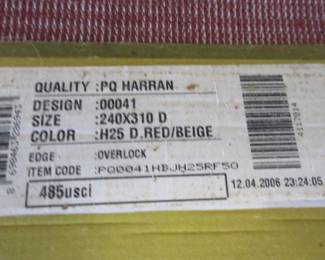 QUALITY :PQ HARRAN
DESIGN :00041
SIZE :240X310 D
COLOR :H25 D.RED/BEIGE
EDGE :OVERLOCK
ITEM CODE :PQ0041HBJH25RF5Q
485usci
12.04.2006 23:24:05